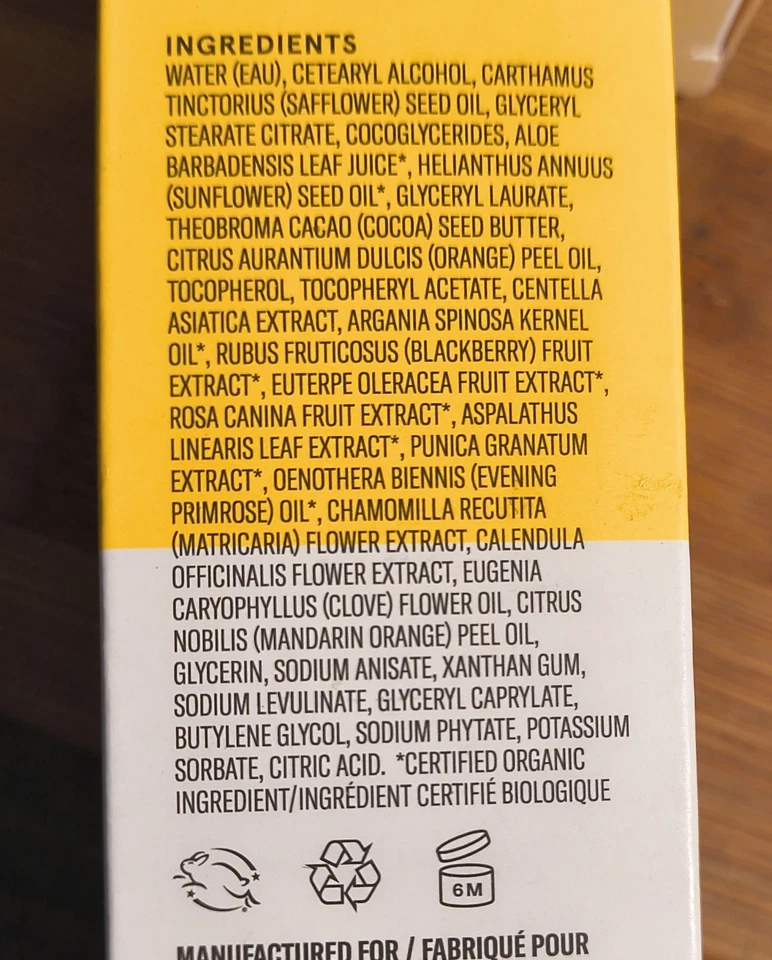 INGREDIENTS
WATER (EAU), CETEARYL ALCOHOL, CARTHAMUS
TINCTORIUS (SAFFLOWER) SEED OIL, GLYCERYL
STEARATE CITRATE, COCOGLYCERIDES, ALOE
BARBADENSIS LEAF JUICE*, HELIANTHUS ANNUUS
(SUNFLOWER) SEED OIL*, GLYCERYL LAURATE,
THEOBROMA CACAO (COCOA) SEED BUTTER,
CITRUS AURANTIUM DULCIS (ORANGE) PEEL OIL,
TOCOPHEROL, TOCOPHERYL ACETATE, CENTELLA
ASIATICA EXTRACT, ARGANIA SPINOSA KERNEL
OIL*, RUBUS FRUTICOSUS (BLACKBERRY) FRUIT
EXTRACT*, EUTERPE OLERACEA FRUIT EXTRACT*,
ROSA CANINA FRUIT EXTRACT*, ASPALATHUS
LINEARIS LEAF EXTRACT*, PUNICA GRANATUM
EXTRACT*, OENOTHERA BIENNIS (EVENING
PRIMROSE) OIL*, CHAMOMILLA RECUTITA
(MATRICARIA) FLOWER EXTRACT, CALENDULA
OFFICINALIS FLOWER EXTRACT, EUGENIA
CARYOPHYLLUS (CLOVE) FLOWER OIL, CITRUS
NOBILIS (MANDARIN ORANGE) PEEL OIL,
GLYCERIN, SODIUM ANISATE, XANTHAN GUM,
SODIUM LEVULINATE, GLYCERYL CAPRYLATE,
BUTYLENE GLYCOL, SODIUM PHYTATE, POTASSIUM
SORBATE, CITRIC ACID. *CERTIFIED ORGANIC
INGREDIENT/INGRÉDIENT CERTIFIÉ BIOLOGIQUE
6M
MANUFACTURED FOR / FABRIQUÉ POUR